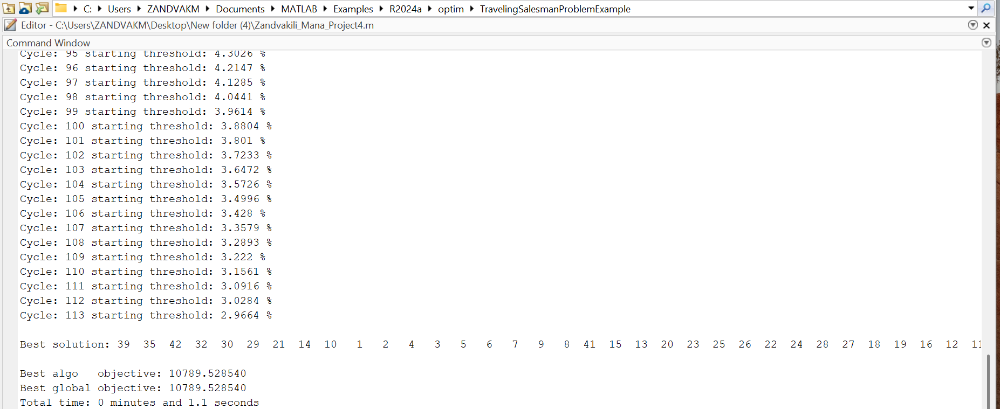 C: Users ZANDVAKM Documents MATLAB Examples R2024a optim TravelingSalesmanProblemExample
Editor - C:\Users\ZANDVAKM\Desktop\New folder (4)\Zandvakili_Mana_Project4.m
Command Window
Cycle: 95 starting threshold: 4.3026 %
Cycle: 96 starting threshold: 4.2147 %
Cycle: 97 starting threshold: 4.1285 %
Cycle: 98 starting threshold: 4.0441 %
Cycle: 99 starting threshold: 3.9614 %
Cycle: 100 starting threshold: 3.8804 %
Cycle: 101 starting threshold: 3.801 %
Cycle: 102 starting threshold: 3.7233 %
Cycle: 103 starting threshold: 3.6472 %
Cycle: 104 starting threshold: 3.5726 %
Cycle: 105 starting threshold: 3.4996 %
Cycle: 106 starting threshold: 3.428 %
Cycle: 107 starting threshold: 3.3579 %
Cycle: 108 starting threshold: 3.2893 %
Cycle: 109 starting threshold: 3.222 %
Cycle: 110 starting threshold: 3.1561 %
Cycle: 111 starting threshold: 3.0916 %
Cycle: 112 starting threshold: 3.0284 %
Cycle: 113 starting threshold: 2.9664 %
Best solution: 39 35 42 32 30 29 21 14 10 1 2 4 3 5 6 7 9 8 41 15 13 20 23 25 26 22 24 28 27 18 19 16 12 11
Best algo objective: 10789.528540
Best global objective: 10789.528540
Total time: 0 minutes and 1.1 seconds